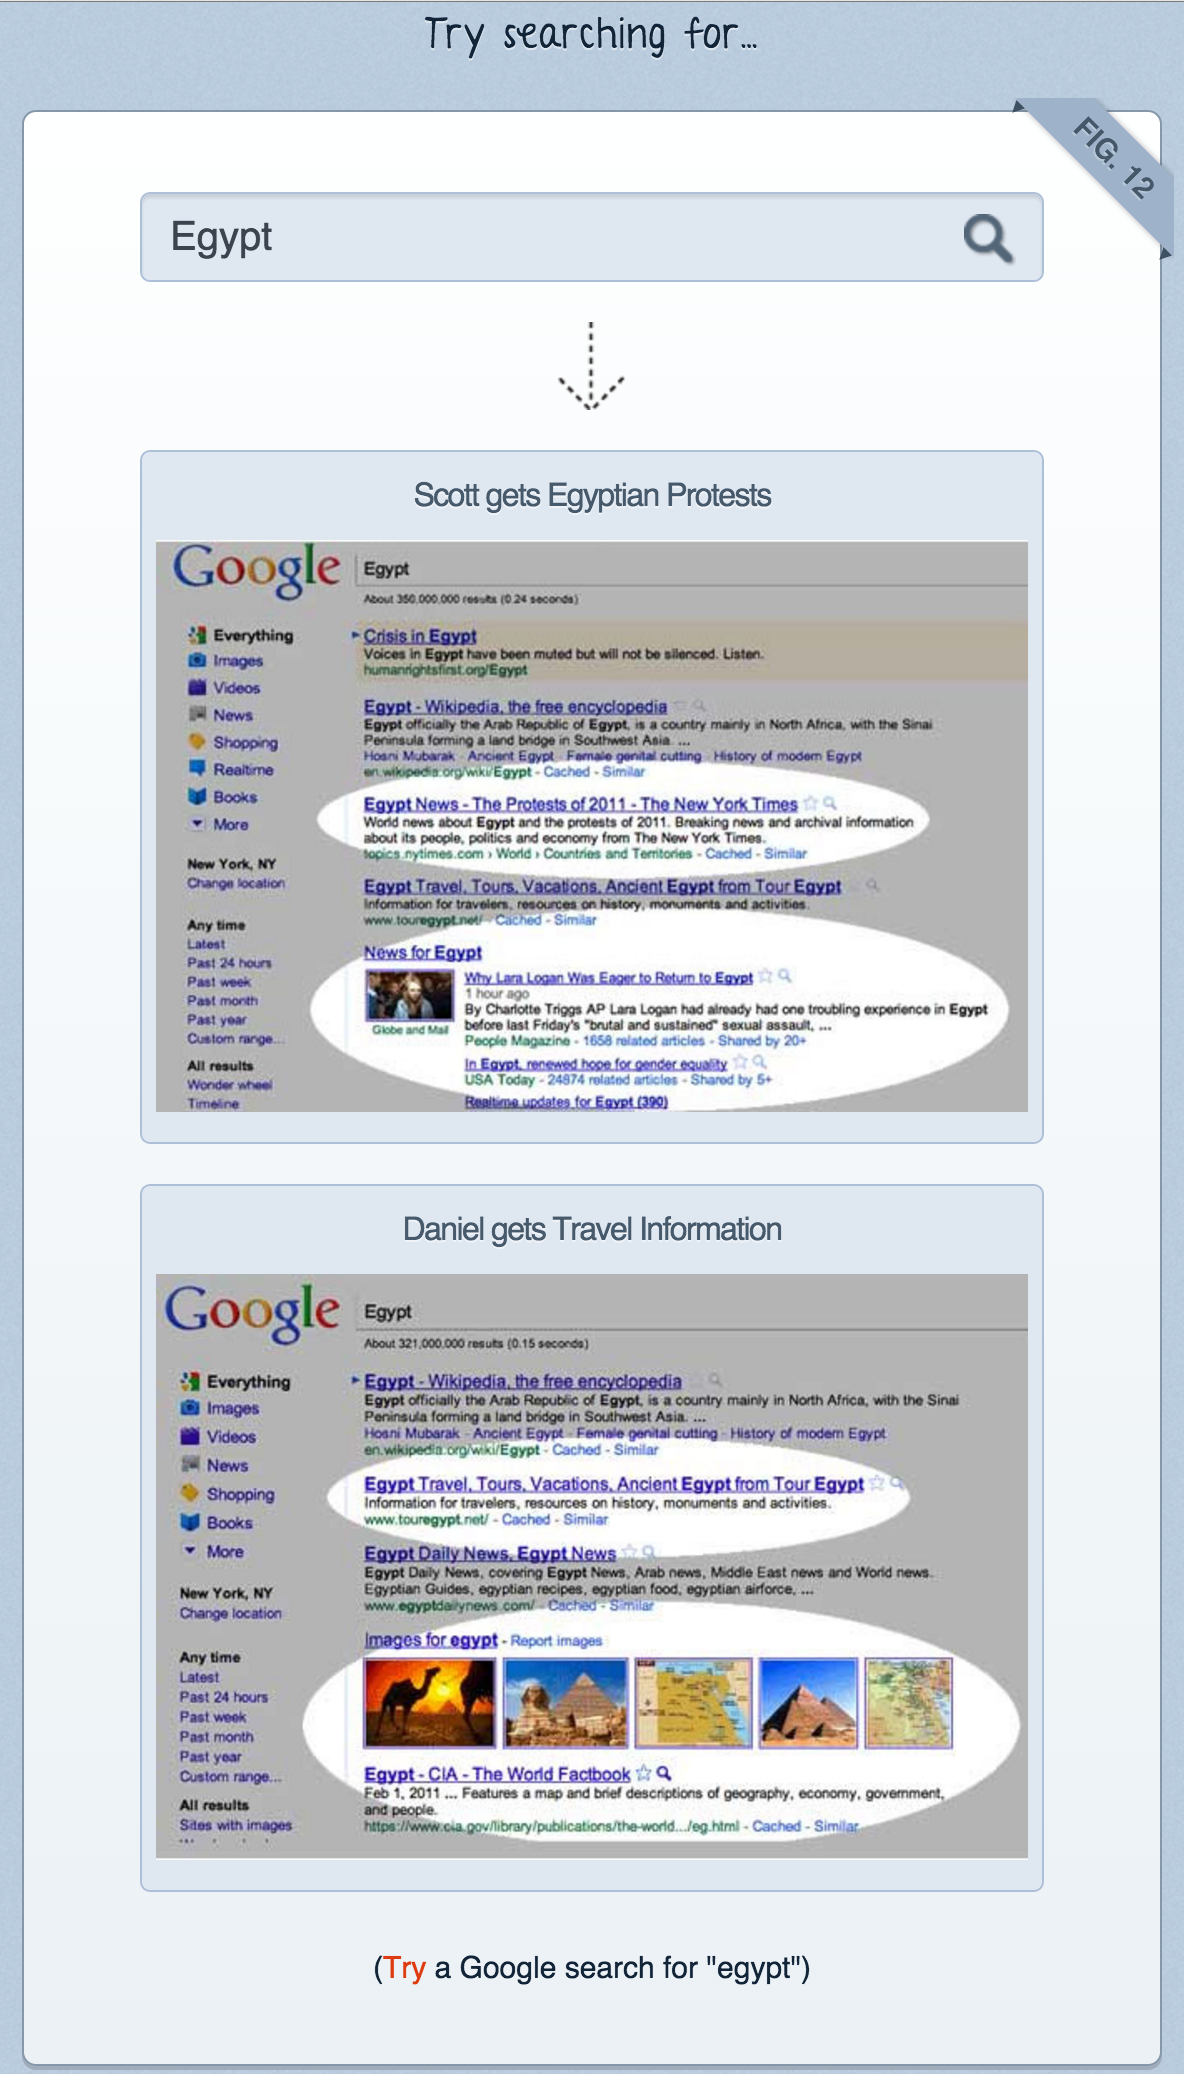 Try searching for...
FIG. 12
Egypt
Scott gets Egyptian Protests
Google
Egypt
About 350,000,000 results (0.24 seconds)
Everything
Images
Videos
News
Shopping
Realtime
Books
More
New York, NY
Change location
Any time
Latest
Past 24 hours
Past week
Past month
Past year
Custom range...
All results
Wonder wheel
Timeline
Crisis in Egypt
Voices in Egypt have been muted but will not be silenced. Listen.
humanrightsfirst.org/Egypt
Egypt - Wikipedia, the free encyclopedia
Egypt officially the Arab Republic of Egypt, is a country mainly in North Africa, with the Sinai
Peninsula forming a land bridge in Southwest Asia. ...
Hosni Mubarak - Ancient Egypt - Female genital cutting - History of modern Egypt
en.wikipedia.org/wiki/Egypt - Cached - Similar
Egypt News - The Protests of 2011 - The New York Times
World news about Egypt and the protests of 2011. Breaking news and archival information
about its people, politics and economy from The New York Times.
topics.nytimes.com › World › Countries and Territories - Cached - Similar
Egypt Travel, Tours, Vacations, Ancient Egypt from Tour Egypt
Information for travelers, resources on history, monuments and activities.
www.touregypt.net/ - Cached - Similar
News for Egypt
Globe and Mail
Why Lara Logan Was Eager to Return to Egypt
1 hour ago
By Charlotte Triggs AP Lara Logan had already had one troubling experience in Egypt
before last Friday's "brutal and sustained" sexual assault, ...
People Magazine - 1658 related articles - Shared by 20+
In Egypt, renewed hope for gender equality
USA Today - 24874 related articles - Shared by 5+
Realtime updates for Egypt (390)
Daniel gets Travel Information
Google
Egypt
About 321,000,000 results (0.15 seconds)
Everything
Images
Videos
News
Shopping
Books
More
New York, NY
Change location
Any time
Latest
Past 24 hours
Past week
Past month
Past year
Custom range...
All results
Sites with images
Egypt - Wikipedia, the free encyclopedia
Egypt officially the Arab Republic of Egypt, is a country mainly in North Africa, with the Sinai
Peninsula forming a land bridge in Southwest Asia. ...
Hosni Mubarak - Ancient Egypt - Female genital cutting - History of modern Egypt
en.wikipedia.org/wiki/Egypt - Cached - Similar
Egypt Travel, Tours, Vacations, Ancient Egypt from Tour Egypt
Information for travelers, resources on history, monuments and activities.
www.touregypt.net/ - Cached - Similar
Egypt Daily News, Egypt News
Egypt Daily News, covering Egypt News, Arab news, Middle East news and World news.
Egyptian Guides, egyptian recipes, egyptian food, egyptian airforce, ...
www.egyptdailynews.com/ - Cached - Similar
Images for egypt - Report images
Egypt - CIA - The World Factbook
Feb 1, 2011 ... Features a map and brief descriptions of geography, economy, government,
and people.
https://www.cia.gov/library/publications/the-world.../eg.html - Cached - Similar
(Try a Google search for "egypt")